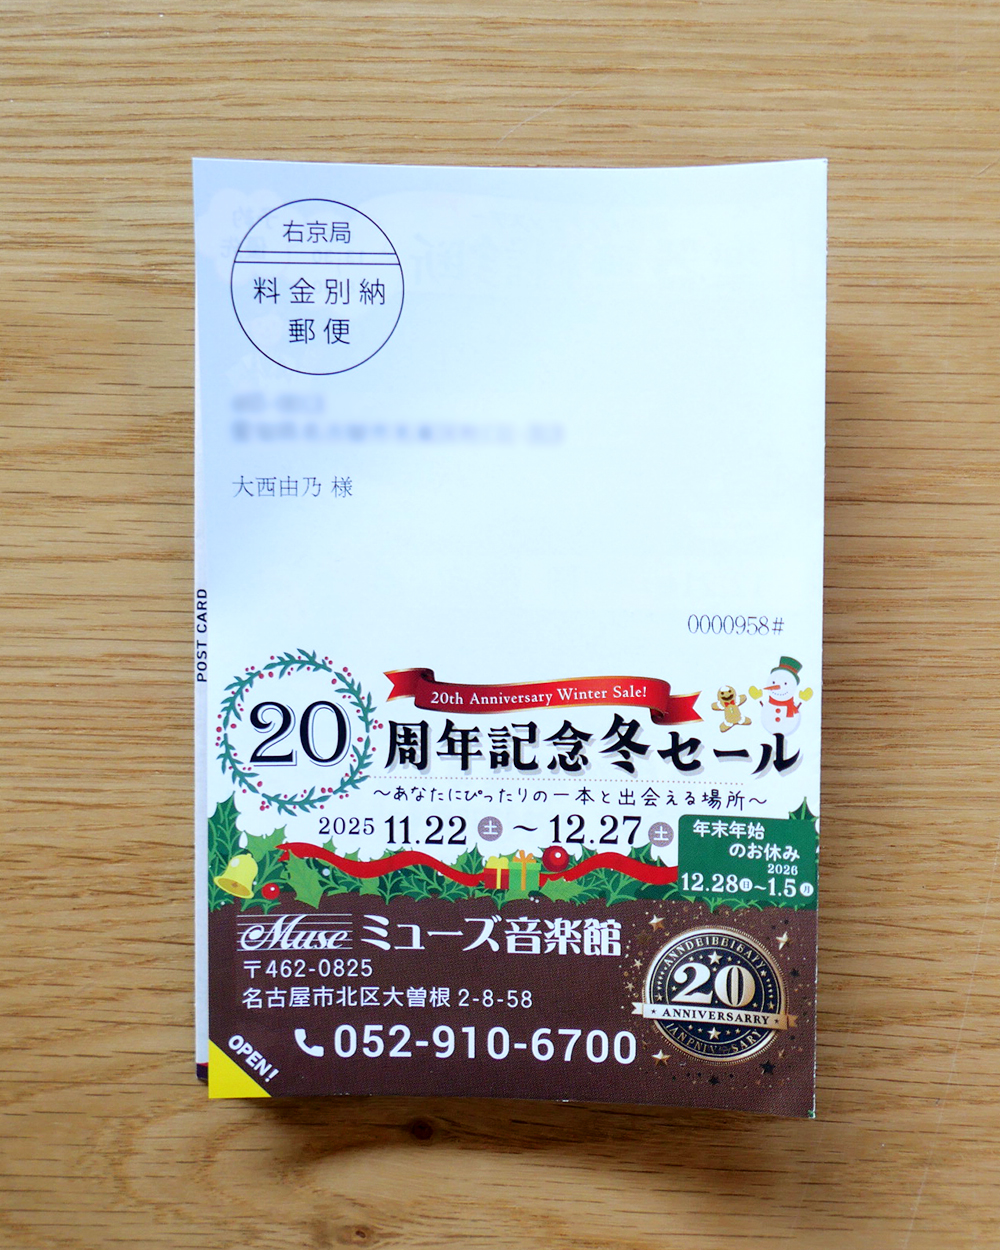 右京局
料金別納
郵便
大西由乃 様
0000958#
POST CARD
20th Anniversary Winter Sale!
20周年記念冬セール
～あなたにぴったりの一本と出会える場所～
2025 11.22 土 ～ 12.27 土
年末年始
のお休み
2026
12.28日～1.5月
Muse ミューズ音楽館
〒462-0825
名古屋市北区大曽根 2-8-58
052-910-6700
OPEN!
20
ANNIVERSARRY